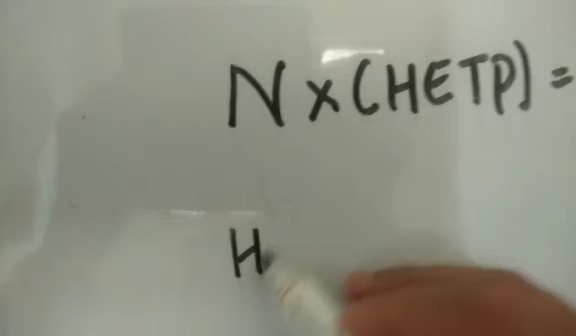 N x (HETP) =
H